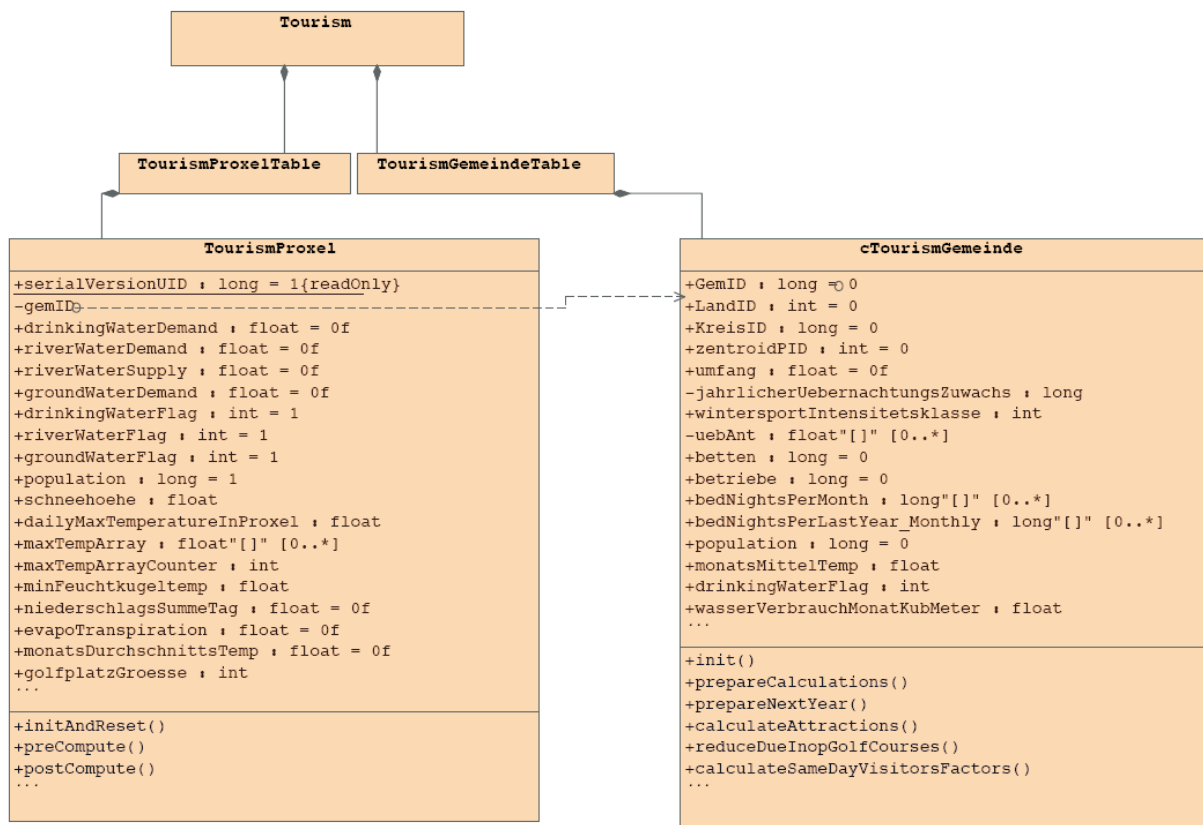 Tourism
TourismProxelTable
TourismGemeindeTable
TourismProxel
+serialVersionUID : long = 1{readOnly}
-gemID
+drinkingWaterDemand : float = 0f
+riverWaterDemand : float = 0f
+riverWaterSupply : float = 0f
+groundWaterDemand : float = 0f
+drinkingWaterFlag : int = 1
+riverWaterFlag : int = 1
+groundWaterFlag : int = 1
+population : long = 1
+schneehoehe : float
+dailyMaxTemperatureInProxel : float
+maxTempArray : float"[]" [0..*]
+maxTempArrayCounter : int
+minFeuchtkugeltemp : float
+niederschlagsSummeTag : float = 0f
+evapoTranspiration : float = 0f
+monatsDurchschnittsTemp : float = 0f
+golfplatzGroesse : int
...
+initAndReset()
+preCompute()
+postCompute()
...
cTourismGemeinde
+GemID : long = 0
+LandID : int = 0
+KreisID : long = 0
+zentroidPID : int = 0
+umfang : float = 0f
-jahrlicherUebernachtungsZuwachs : long
+wintersportIntensitetsklasse : int
-uebAnt : float"[]" [0..*]
+betten : long = 0
+betriebe : long = 0
+bedNightsPerMonth : long"[]" [0..*]
+bedNightsPerLastYear_Monthly : long"[]" [0..*]
+population : long = 0
+monatsMittelTemp : float
+drinkingWaterFlag : int
+wasserVerbrauchMonatKubMeter : float
...
+init()
+prepareCalculations()
+prepareNextYear()
+calculateAttractions()
+reduceDueInopGolfCourses()
+calculateSameDayVisitorsFactors()
...